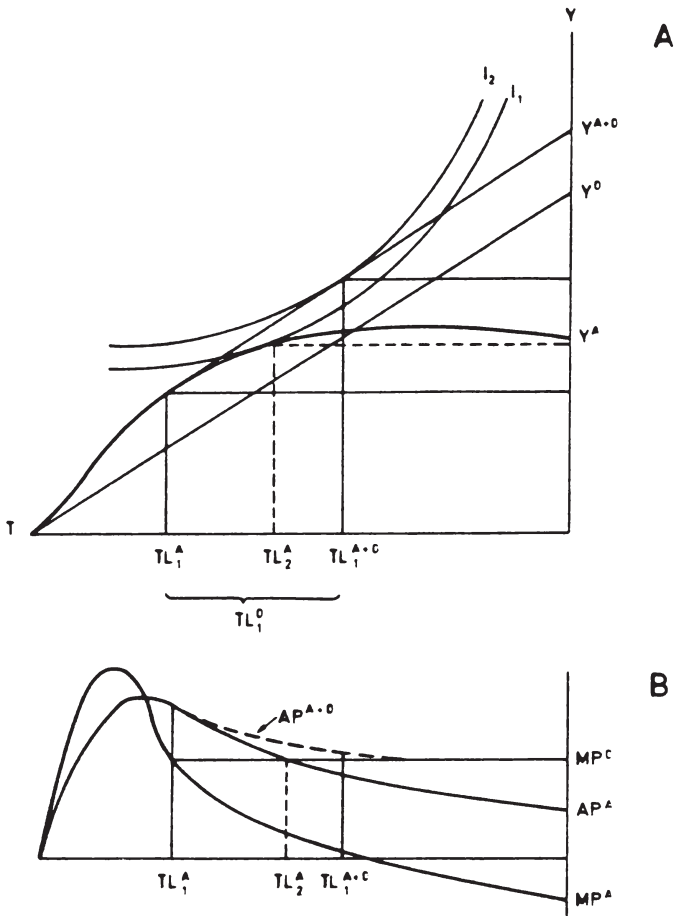 Y
A
I₂
I₁
Y^A+D
Y^D
Y^A
T
TL₁^A
TL₂^A
TL₁^A+C
TL₁^D
B
AP^A+D
MP^C
AP^A
TL₁^A
TL₂^A
TL₁^A+C
MP^A